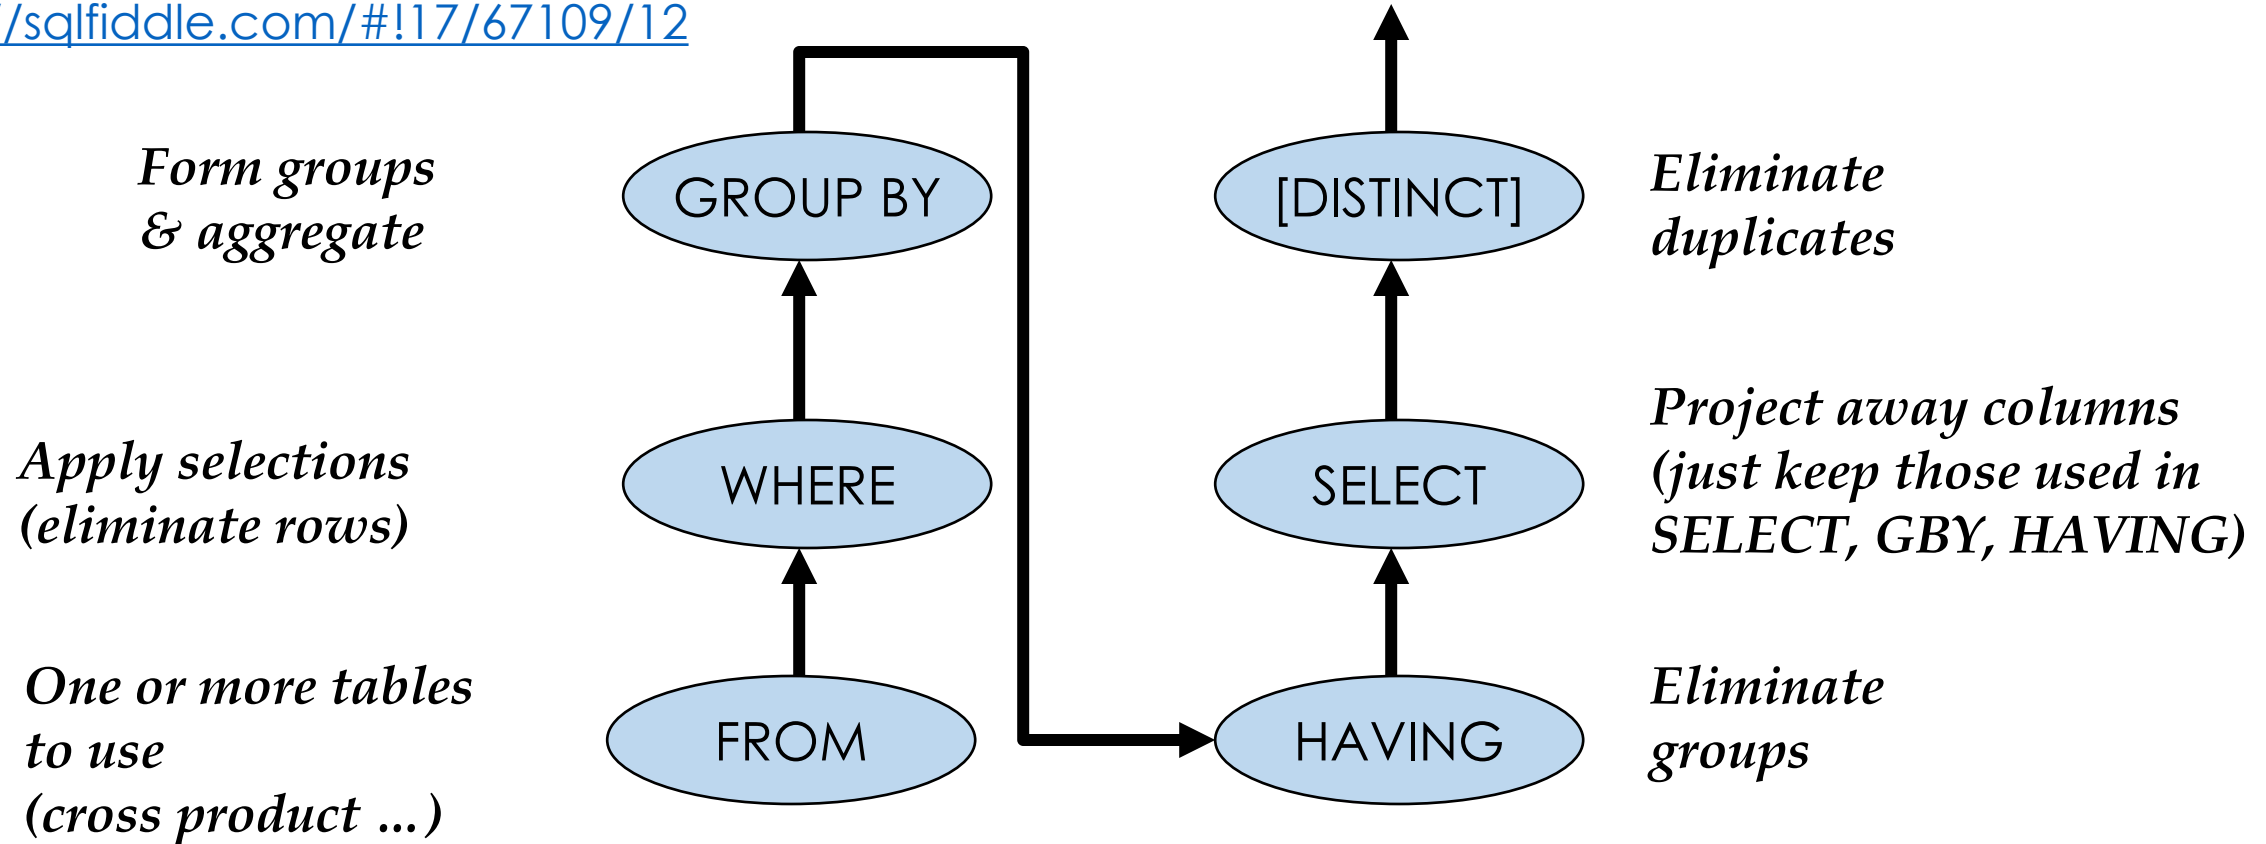 //sqlfiddle.com/#!17/67109/12
Form groups
& aggregate
GROUP BY
[DISTINCT]
Eliminate
duplicates
Apply selections
(eliminate rows)
WHERE
SELECT
Project away columns
(just keep those used in
SELECT, GBY, HAVING)
One or more tables
to use
(cross product …)
FROM
HAVING
Eliminate
groups